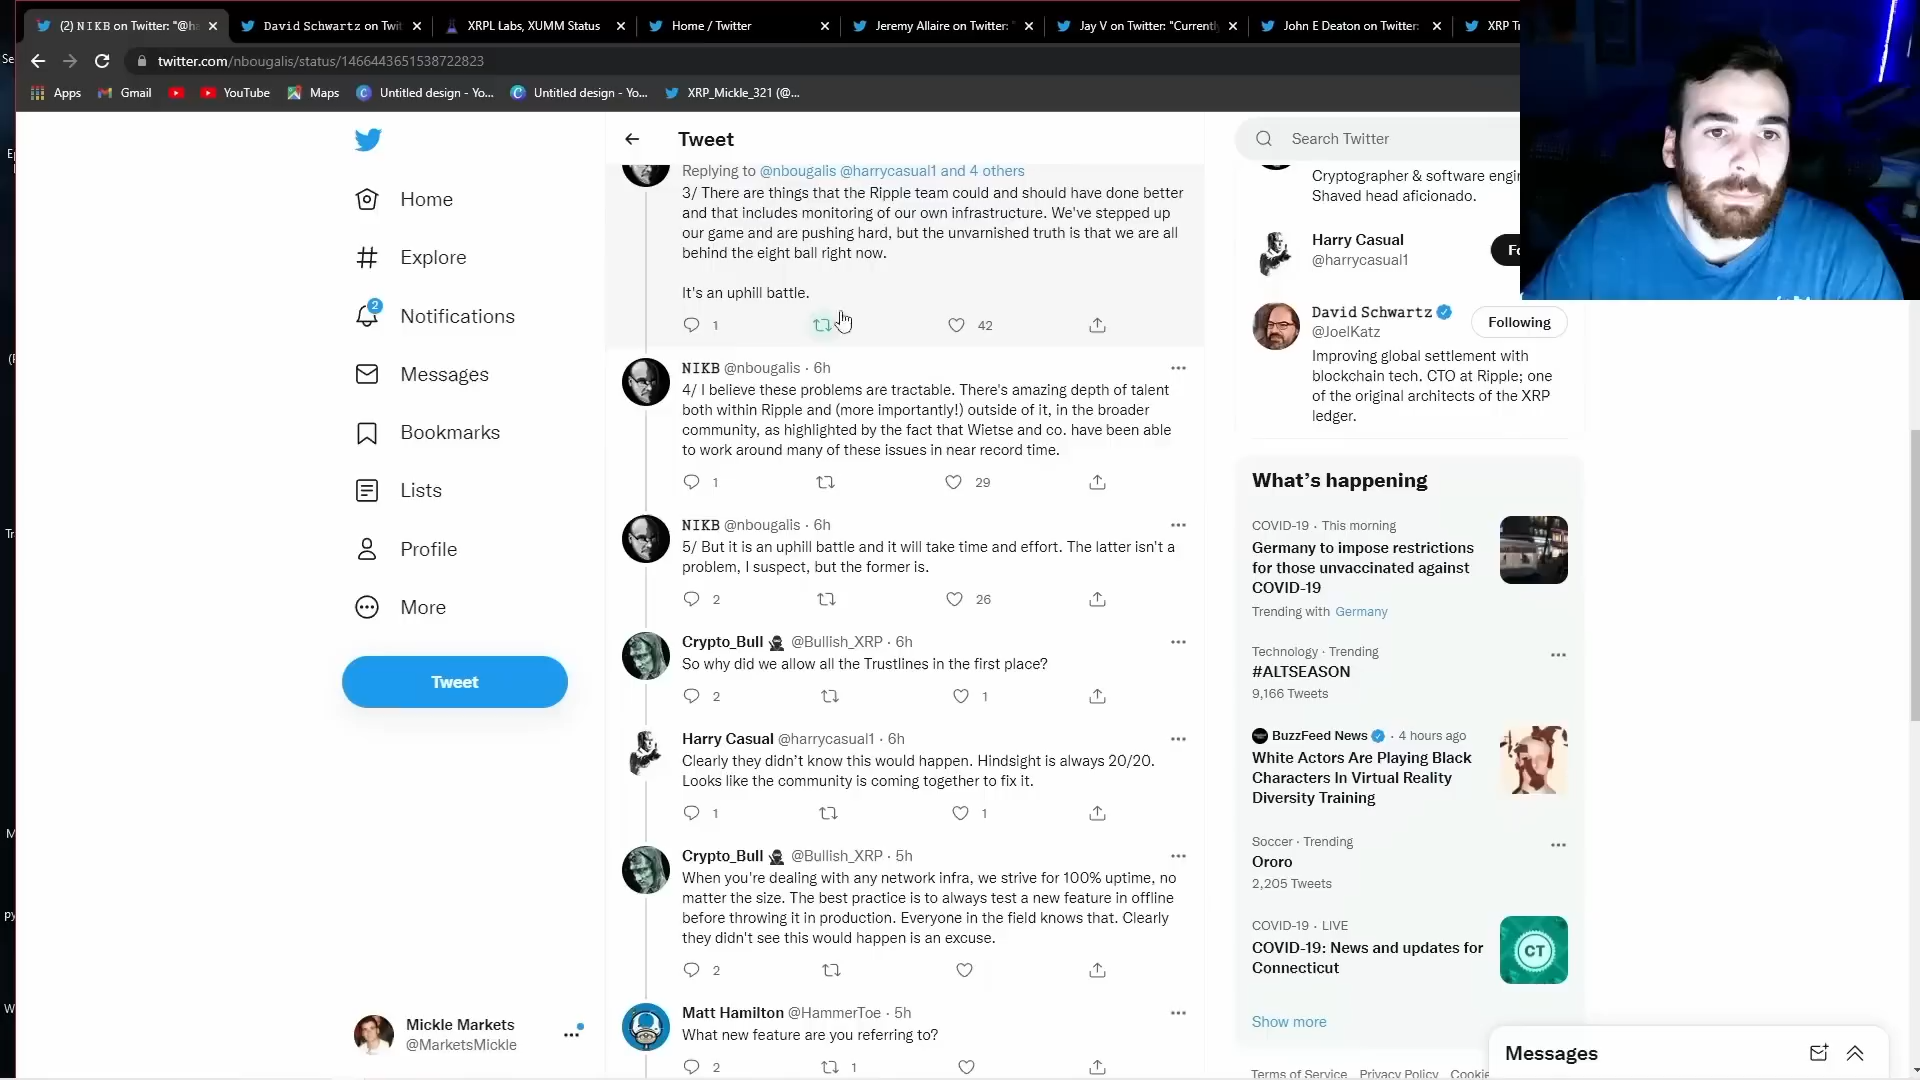 (2) NIKB on Twitter: "@ha
David Schwartz on Twi
XRPL Labs, XUMM Status
Home / Twitter
Jeremy Allaire on Twitter: "
Jay V on Twitter: "Currentl
John E Deaton on Twitter:
XRP Tr
twitter.com/nbougalis/status/1466443651538722823
Apps
Gmail
YouTube
Maps
Untitled design - Yo...
Untitled design - Yo...
XRP_Mickle_321 (@...
Home
Explore
2
Notifications
Messages
Bookmarks
Lists
Profile
More
Tweet
Mickle Markets
@MarketsMickle
Tweet
Replying to @nbougalis @harrycasual1 and 4 others
3/ There are things that the Ripple team could and should have done better
and that includes monitoring of our own infrastructure. We've stepped up
our game and are pushing hard, but the unvarnished truth is that we are all
behind the eight ball right now.
It's an uphill battle.
1
42
NIKB @nbougalis · 6h
4/ I believe these problems are tractable. There's amazing depth of talent
both within Ripple and (more importantly!) outside of it, in the broader
community, as highlighted by the fact that Wietse and co. have been able
to work around many of these issues in near record time.
1
29
NIKB @nbougalis · 6h
5/ But it is an uphill battle and it will take time and effort. The latter isn't a
problem, I suspect, but the former is.
2
26
Crypto_Bull @Bullish_XRP · 6h
So why did we allow all the Trustlines in the first place?
2
1
Harry Casual @harrycasual1 · 6h
Clearly they didn't know this would happen. Hindsight is always 20/20.
Looks like the community is coming together to fix it.
1
1
Crypto_Bull @Bullish_XRP · 5h
When you're dealing with any network infra, we strive for 100% uptime, no
matter the size. The best practice is to always test a new feature in offline
before throwing it in production. Everyone in the field knows that. Clearly
they didn't see this would happen is an excuse.
2
Matt Hamilton @HammerToe · 5h
What new feature are you referring to?
2
1
Search Twitter
Cryptographer & software engin
Shaved head aficionado.
Harry Casual
@harrycasual1
Fo
David Schwartz
@JoelKatz
Following
Improving global settlement with
blockchain tech. CTO at Ripple; one
of the original architects of the XRP
ledger.
What's happening
COVID-19 · This morning
Germany to impose restrictions
for those unvaccinated against
COVID-19
Trending with Germany
Technology · Trending
#ALTSEASON
9,166 Tweets
BuzzFeed News · 4 hours ago
White Actors Are Playing Black
Characters In Virtual Reality
Diversity Training
Soccer · Trending
Ororo
2,205 Tweets
COVID-19 · LIVE
COVID-19: News and updates for
Connecticut
CT
Show more
Terms of Service Privacy Policy Cookie
Messages